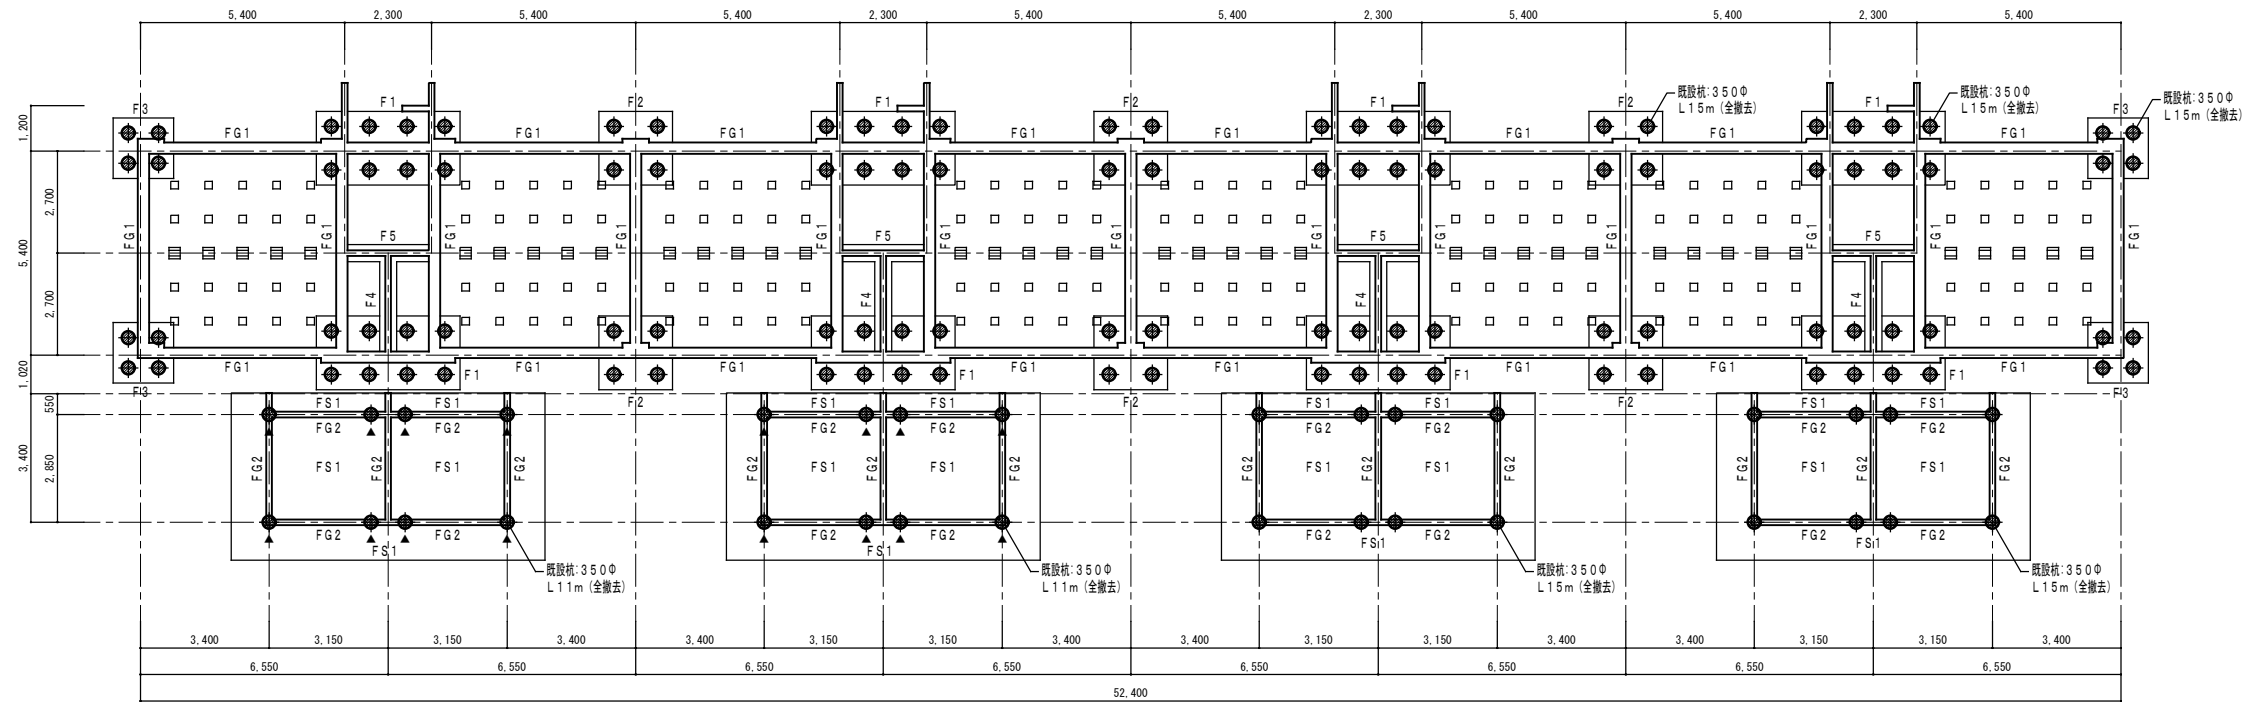 5,400 2,300 5,400 5,400 2,300 5,400 5,400 2,300 5,400 5,400 2,300 5,400
既設杭:350Φ 既設杭:350Φ 既設杭:350Φ
L15m (全撤去) L15m (全撤去) L15m (全撤去)
F3 F1 F2 F1 F2 F1 F2 F1 F3
1,200
FG1 FG1 FG1 FG1 FG1 FG1 FG1 FG1
2,700
FG1 FG1 FG1 FG1 FG1 FG1 FG1 FG1 FG1
F5 F5 F5 F5
5,400
2,700
F4 F4 F4 F4
FG1 FG1 FG1 FG1 FG1 FG1 FG1 FG1
1,020
F1 F1 F1 F1
F3 F2 F2 F2 F3
550
FS1 FS1 FS1 FS1 FS1 FS1 FS1 FS1
FG2 FG2 FG2 FG2 FG2 FG2 FG2 FG2
3,400
2,850
FG2 FS1 FG2 FS1 FG2 FG2 FS1 FG2 FS1 FG2 FG2 FS1 FG2 FS1 FG2 FG2 FS1 FG2 FS1 FG2
FG2 FG2 FG2 FG2 FG2 FG2 FG2 FG2
FS1 FS1 FS1 FS1
既設杭:350Φ 既設杭:350Φ 既設杭:350Φ 既設杭:350Φ
L11m (全撤去) L11m (全撤去) L15m (全撤去) L15m (全撤去)
3,400 3,150 3,150 3,400 3,400 3,150 3,150 3,400 3,400 3,150 3,150 3,400 3,400 3,150 3,150 3,400
6,550 6,550 6,550 6,550 6,550 6,550 6,550 6,550
52,400